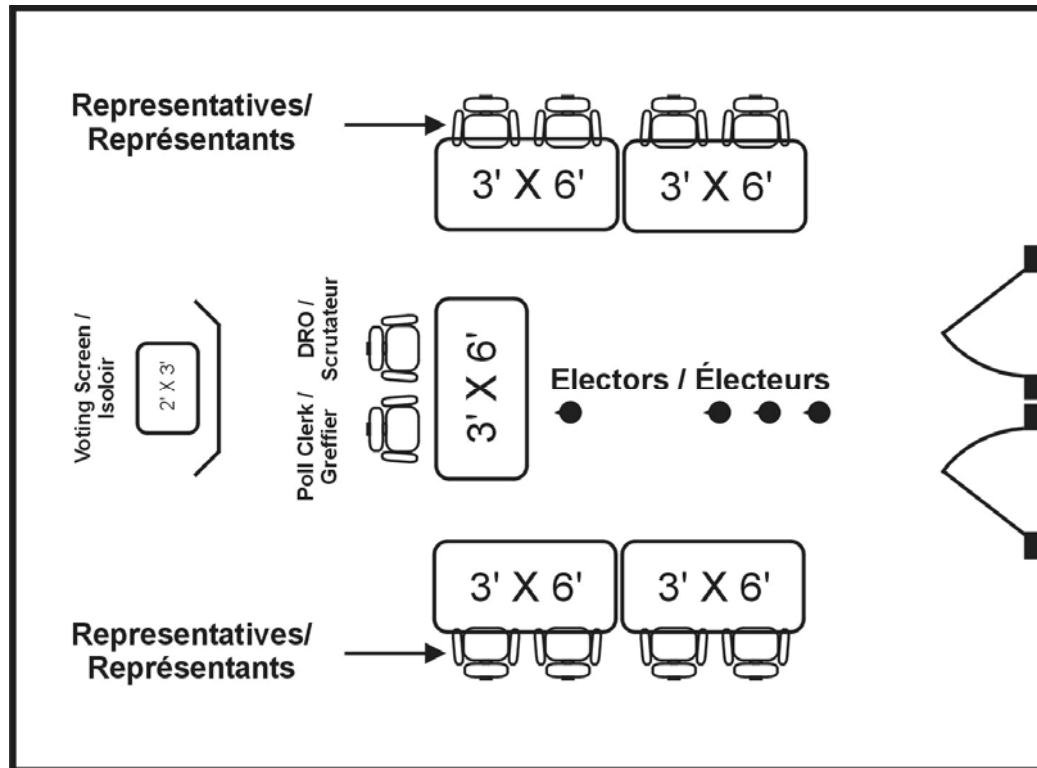 Representatives/
Représentants
3' X 6'
3' X 6'
Voting Screen /
Isoloir
2' X 3'
DRO /
Scrutateur
Poll Clerk /
Greffier
3' X 6'
Electors / Électeurs
3' X 6'
3' X 6'
Representatives/
Représentants